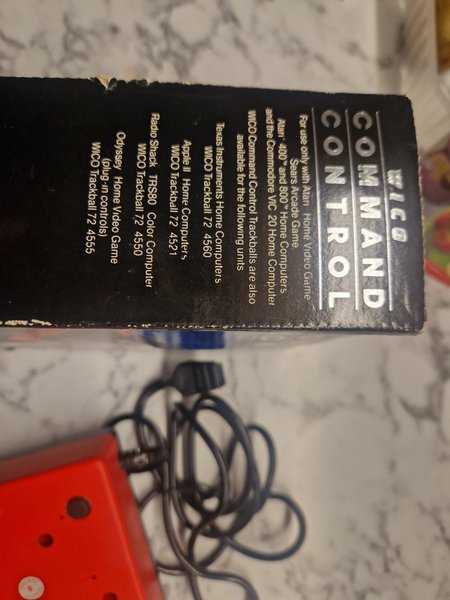 WICO
COMMAND
CONTROL
For use only with Atari® Home Video Game
Sears Arcade Game
Atari® 400™ and 800™ Home Computers
and the Commodore VIC 20 Home Computer
WICO Command Control Trackballs are also
available for the following units
Texas Instruments Home Computers
WICO Trackball 72 4560
Apple II Home Computers
WICO Trackball 72 4521
Radio Shack TRS80 Color Computer
WICO Trackball 72 4550
Odyssey Home Video Game
(plug-in controls)
WICO Trackball 72 4555